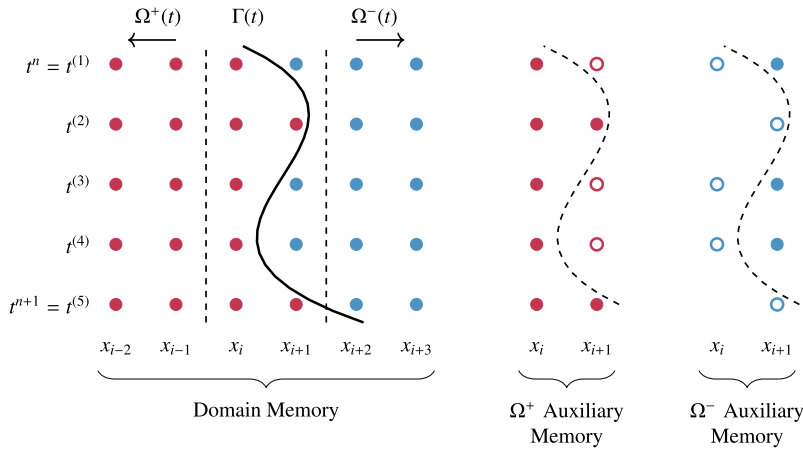 Ω⁺(t) Γ(t) Ω⁻(t)
tⁿ = t⁽¹⁾
t⁽²⁾
t⁽³⁾
t⁽⁴⁾
tⁿ⁺¹ = t⁽⁵⁾
xᵢ₋₂ xᵢ₋₁ xᵢ xᵢ₊₁ xᵢ₊₂ xᵢ₊₃ xᵢ xᵢ₊₁ xᵢ xᵢ₊₁
Domain Memory
Ω⁺ Auxiliary
Memory
Ω⁻ Auxiliary
Memory